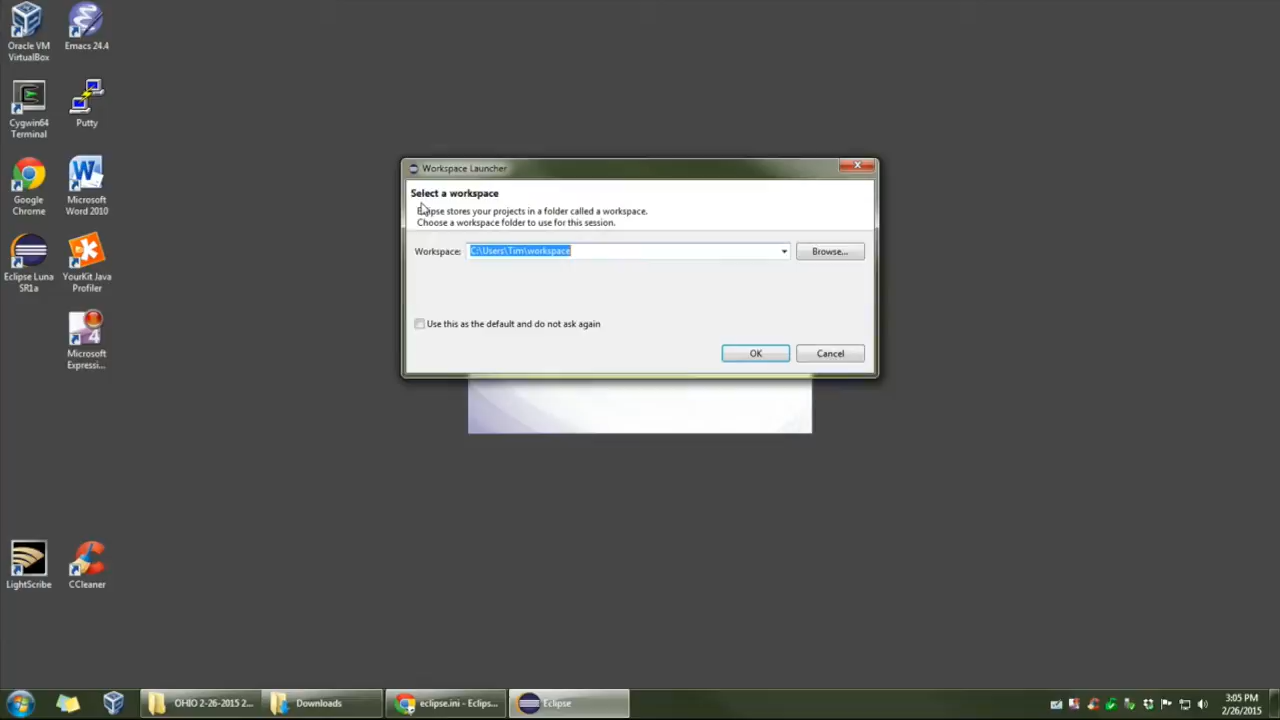 Oracle VM
VirtualBox
Emacs 24.4
Cygwin64
Terminal
Putty
Google
Chrome
Microsoft
Word 2010
Eclipse Luna
SR1a
YourKit Java
Profiler
4
Microsoft
Expressi...
LightScribe
CCleaner
Workspace Launcher
Select a workspace
Eclipse stores your projects in a folder called a workspace.
Choose a workspace folder to use for this session.
Workspace:
C:\Users\Tim\workspace
Browse...
Use this as the default and do not ask again
OK
Cancel
OHIO 2-26-2015 2...
Downloads
eclipse.ini - Eclips...
Eclipse
3:05 PM
2/26/2015